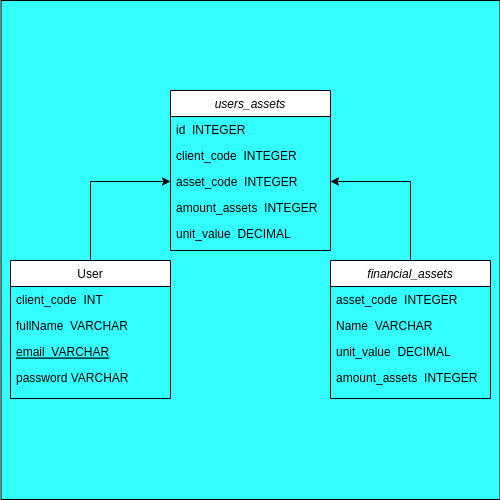 users_assets
id  INTEGER
client_code  INTEGER
asset_code  INTEGER
amount_assets  INTEGER
unit_value  DECIMAL
User
client_code  INT
fullName  VARCHAR
email  VARCHAR
password VARCHAR
financial_assets
asset_code  INTEGER
Name  VARCHAR
unit_value  DECIMAL
amount_assets  INTEGER